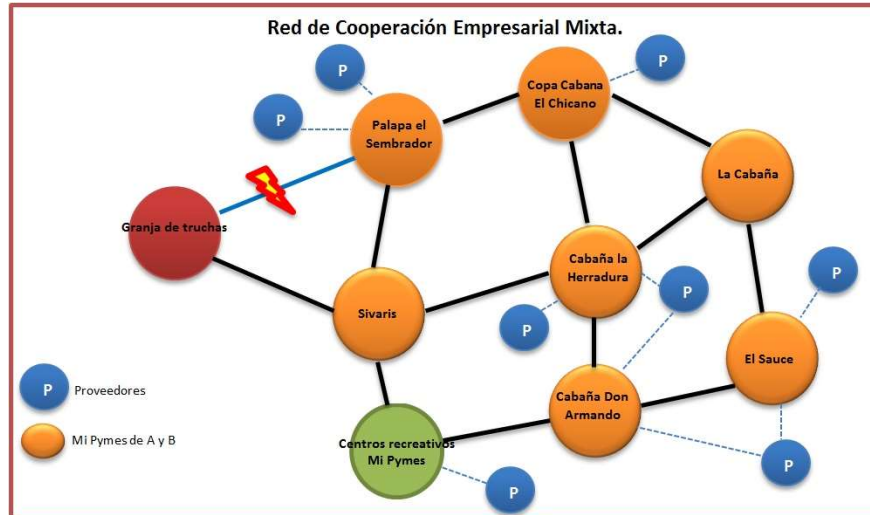 Red de Cooperación Empresarial Mixta.
P
P
P
Copa Cabana
El Chicano
Palapa el
Sembrador
La Cabaña
Granja de truchas
Cabaña la
Herradura
P
P
P
Sivaris
El Sauce
P
Proveedores
Cabaña Don
Armando
Mi Pymes de A y B
Centros recreativos
Mi Pymes
P
P